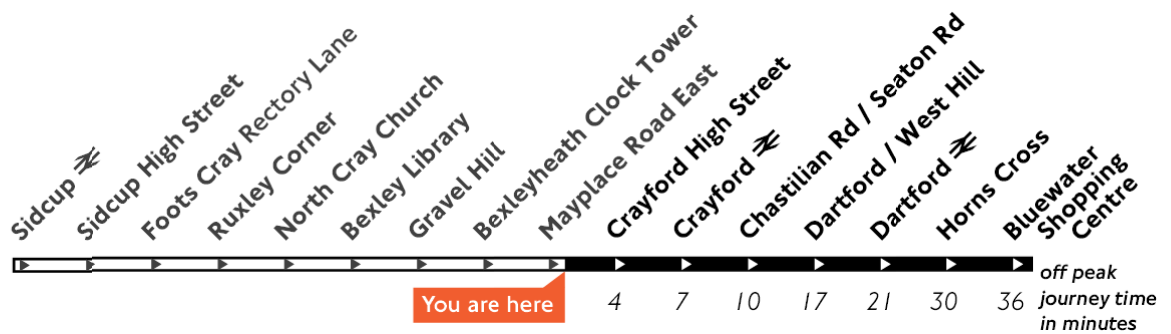 Sidcup
Sidcup High Street
Foots Cray Rectory Lane
Ruxley Corner
North Cray Church
Bexley Library
Gravel Hill
Bexleyheath Clock Tower
Mayplace Road East
Crayford High Street
Crayford
Chastilian Rd / Seaton Rd
Dartford / West Hill
Dartford
Horns Cross
Bluewater
Shopping
Centre
You are here
4 7 10 17 21 30 36
off peak
journey time
in minutes